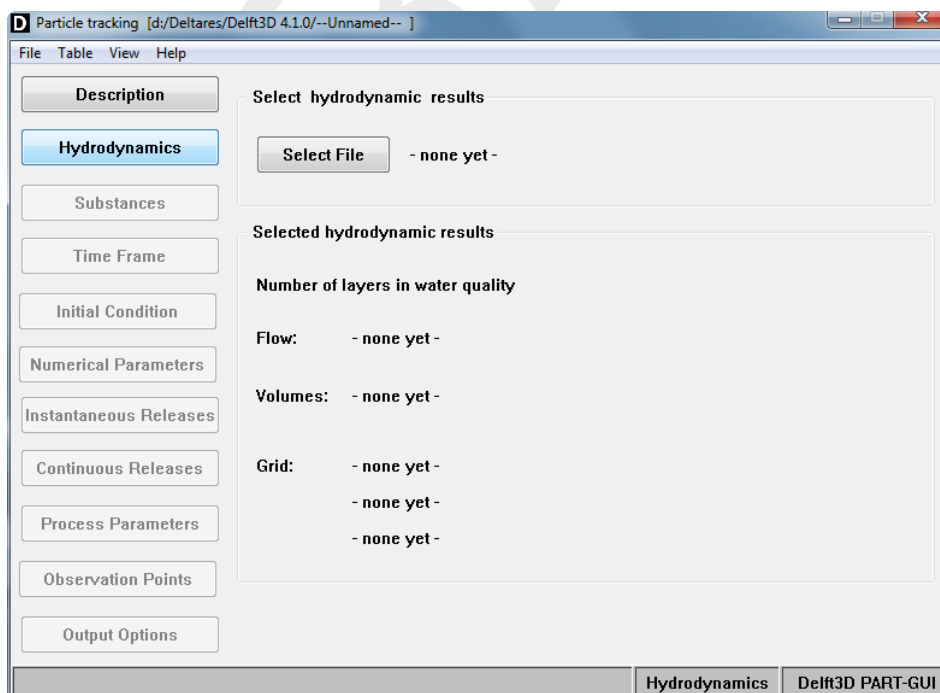 D Particle tracking [d:/Deltares/Delft3D 4.1.0/--Unnamed-- ]
File Table View Help
Description
Hydrodynamics
Substances
Time Frame
Initial Condition
Numerical Parameters
Instantaneous Releases
Continuous Releases
Process Parameters
Observation Points
Output Options
Select hydrodynamic results
Select File - none yet -
Selected hydrodynamic results
Number of layers in water quality
Flow: - none yet -
Volumes: - none yet -
Grid: - none yet -
- none yet -
- none yet -
Hydrodynamics Delft3D PART-GUI